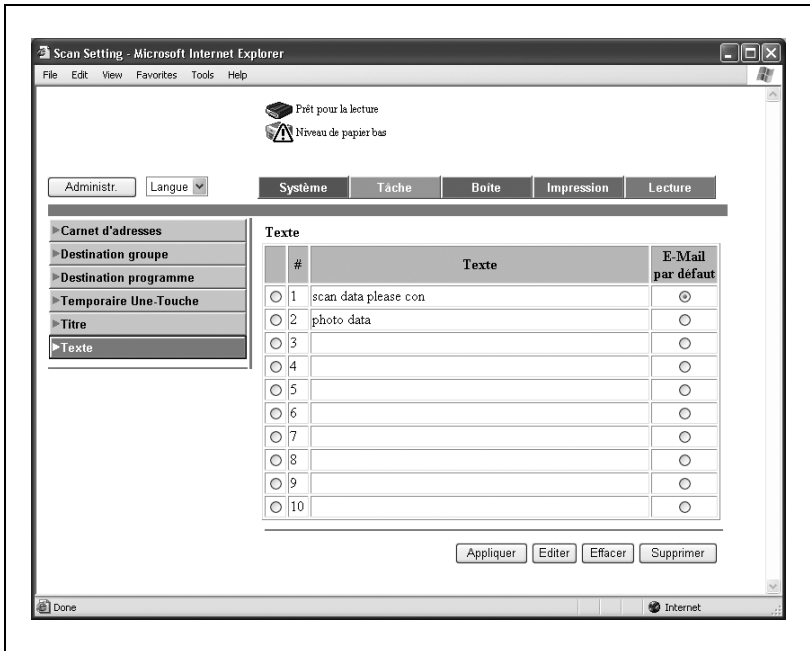 Scan Setting - Microsoft Internet Explorer
File Edit View Favorites Tools Help
Prêt pour la lecture
Niveau de papier bas
Administr. Langue Système Tâche Boîte Impression Lecture
Carnet d'adresses
Destination groupe
Destination programme
Temporaire Une-Touche
Titre
Texte
Texte
# Texte E-Mail par défaut
1 scan data please con
2 photo data
3
4
5
6
7
8
9
10
Appliquer Editer Effacer Supprimer
Done Internet